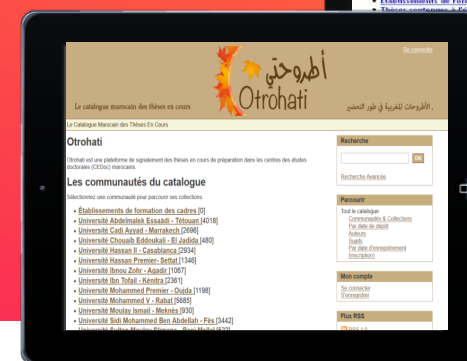 Se connecter
أطروحتي
Otrohati
Le catalogue marocain des thèses en cours
الأطروحات المغربية في طور التحضير
Le Catalogue Marocain des Thèses En Cours
Otrohati
Otrohati est une plateforme de signalement des thèses en cours de préparation dans les centres des études
doctorales (CEDoc) marocains.
Les communautés du catalogue
Sélectionnez une communauté pour parcourir ses collections.
Établissements de formation des cadres [0]
Université Abdelmalek Essaâdi - Tétouan [4018]
Université Cadi Ayyad - Marrakech [2696]
Université Chouaib Eddoukali - El Jadida [480]
Université Hassan II - Casablanca [2934]
Université Hassan Premier- Settat [1346]
Université Ibnou Zohr - Agadir [1067]
Université Ibn Tofail - Kénitra [2361]
Université Mohammed Premier - Oujda [1198]
Université Mohammed V - Rabat [5685]
Université Moulay Ismail - Meknès [930]
Université Sidi Mohammed Ben Abdellah - Fès [3442]
Recherche
OK
Recherche Avancée
Parcourir
Tout le catalogue
Communautés & Collections
Par date de dépôt
Auteurs
Sujets
Par date d'enregistrement
(inscription)
Mon compte
Se connecter
S'enregistrer
Flux RSS